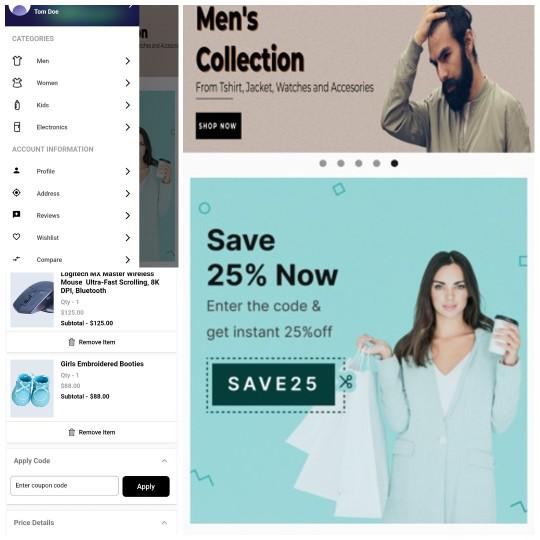 Tom Doe
CATEGORIES
Men
Women
Kids
Electronics
ACCOUNT INFORMATION
Profile
Address
Reviews
Wishlist
Compare
Logitech MX Master Wireless
Mouse Ultra-Fast Scrolling, 8K
DPI, Bluetooth
Qty - 1
$125.00
Subtotal - $125.00
Remove Item
Girls Embroidered Booties
Qty - 1
$88.00
Subtotal - $88.00
Remove Item
Apply Code
Enter coupon code
Apply
Price Details
Men's
Collection
From Tshirt, Jacket, Watches and Accesories
SHOP NOW
Save
25% Now
Enter the code &
get instant 25%off
SAVE25